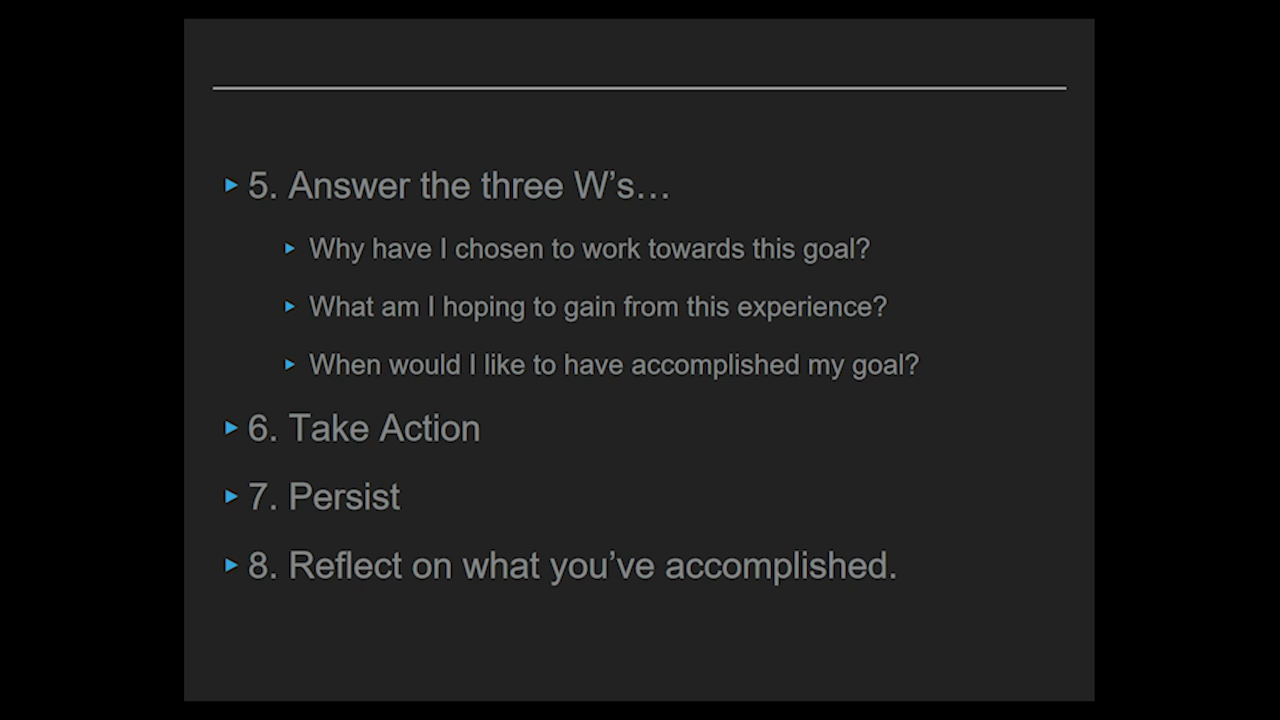 5. Answer the three W’s…
Why have I chosen to work towards this goal?
What am I hoping to gain from this experience?
When would I like to have accomplished my goal?
6. Take Action
7. Persist
8. Reflect on what you’ve accomplished.